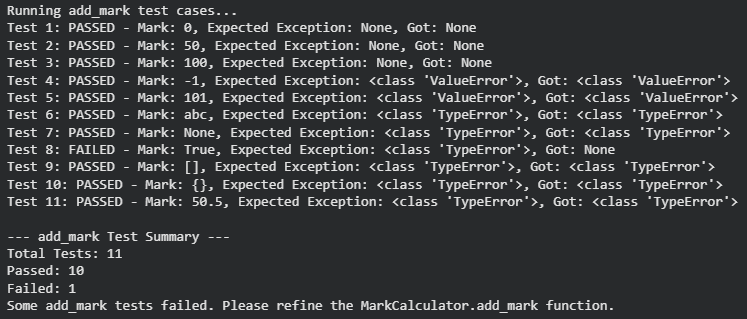 Running add_mark test cases...
Test 1: PASSED - Mark: 0, Expected Exception: None, Got: None
Test 2: PASSED - Mark: 50, Expected Exception: None, Got: None
Test 3: PASSED - Mark: 100, Expected Exception: None, Got: None
Test 4: PASSED - Mark: -1, Expected Exception: <class 'ValueError'>, Got: <class 'ValueError'>
Test 5: PASSED - Mark: 101, Expected Exception: <class 'ValueError'>, Got: <class 'ValueError'>
Test 6: PASSED - Mark: abc, Expected Exception: <class 'TypeError'>, Got: <class 'TypeError'>
Test 7: PASSED - Mark: None, Expected Exception: <class 'TypeError'>, Got: <class 'TypeError'>
Test 8: FAILED - Mark: True, Expected Exception: <class 'TypeError'>, Got: None
Test 9: PASSED - Mark: [], Expected Exception: <class 'TypeError'>, Got: <class 'TypeError'>
Test 10: PASSED - Mark: {}, Expected Exception: <class 'TypeError'>, Got: <class 'TypeError'>
Test 11: PASSED - Mark: 50.5, Expected Exception: <class 'TypeError'>, Got: <class 'TypeError'>
--- add_mark Test Summary ---
Total Tests: 11
Passed: 10
Failed: 1
Some add_mark tests failed. Please refine the MarkCalculator.add_mark function.